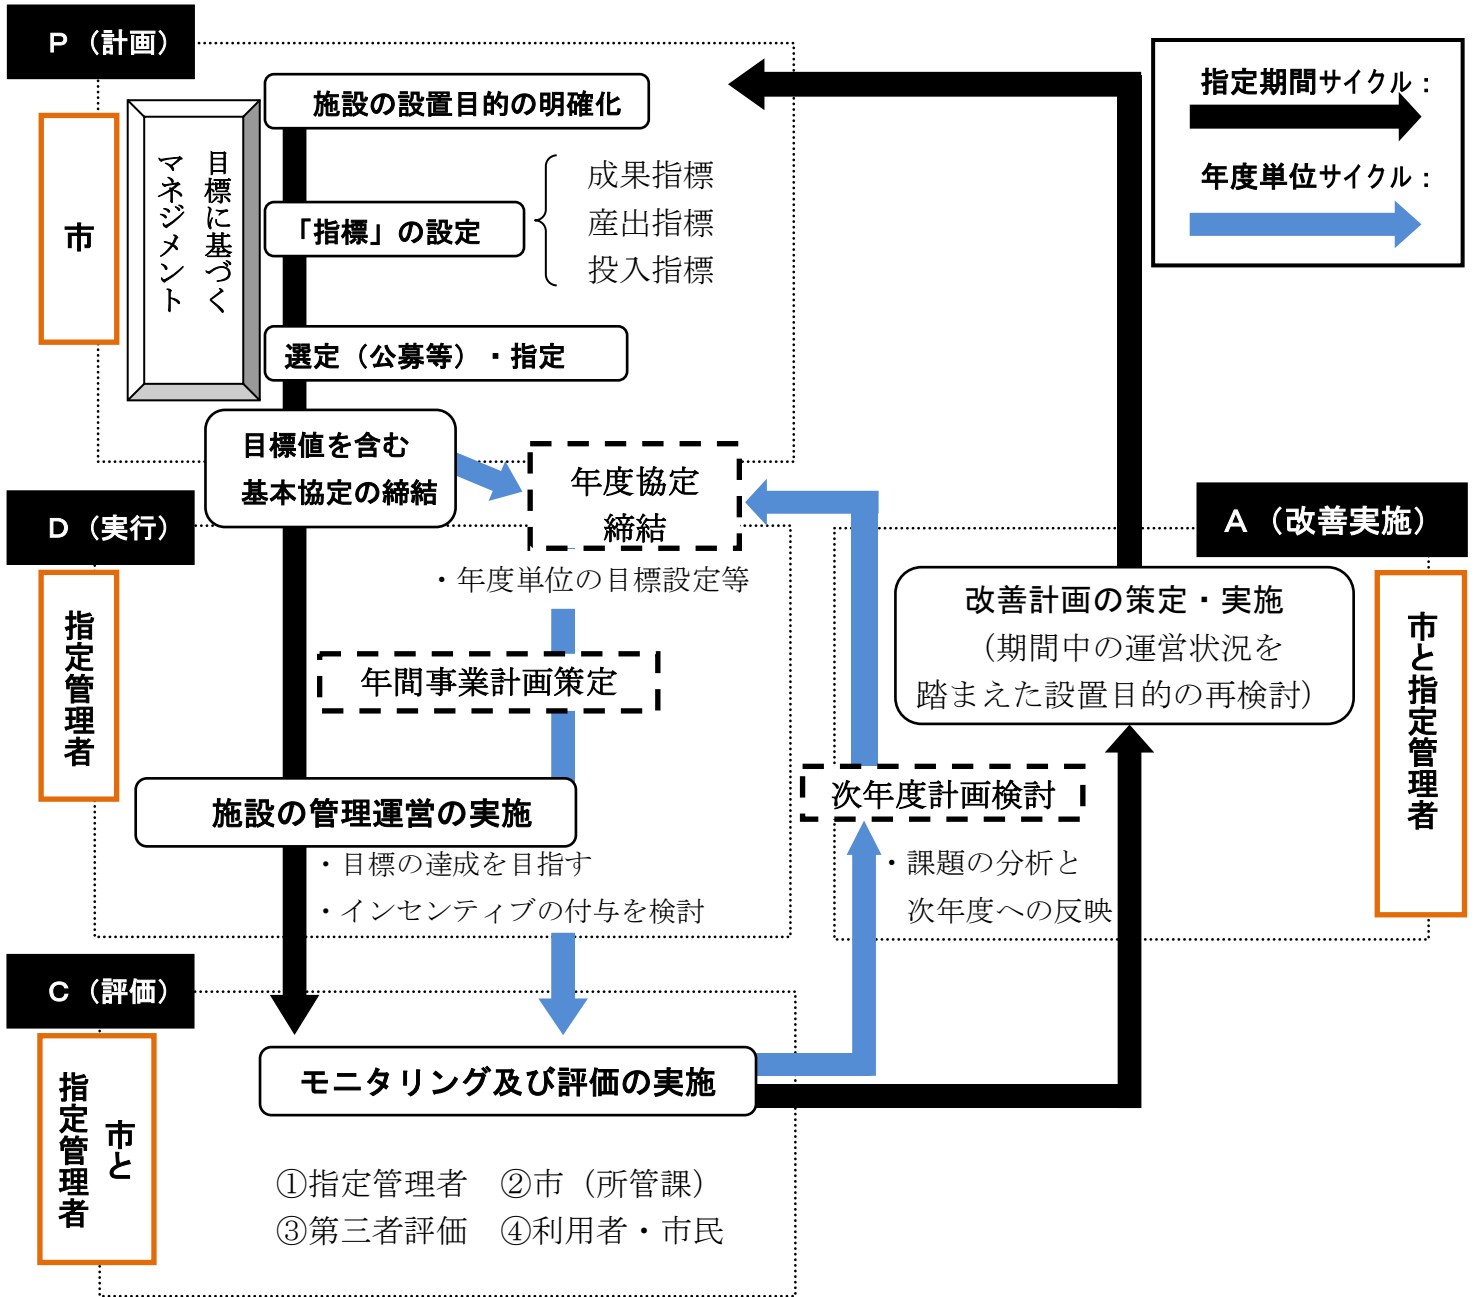 Ｐ（計画）
市
目標に基づく
マネジメント
施設の設置目的の明確化
「指標」の設定
成果指標
産出指標
投入指標
選定（公募等）・指定
目標値を含む
基本協定の締結
年度協定
締結
・年度単位の目標設定等
指定期間サイクル：
年度単位サイクル：
Ｄ（実行）
指定管理者
年間事業計画策定
施設の管理運営の実施
・目標の達成を目指す
・インセンティブの付与を検討
Ｃ（評価）
市と
指定管理者
モニタリング及び評価の実施
①指定管理者　②市（所管課）
③第三者評価　④利用者・市民
Ａ（改善実施）
市と指定管理者
改善計画の策定・実施
（期間中の運営状況を
踏まえた設置目的の再検討）
次年度計画検討
・課題の分析と
次年度への反映